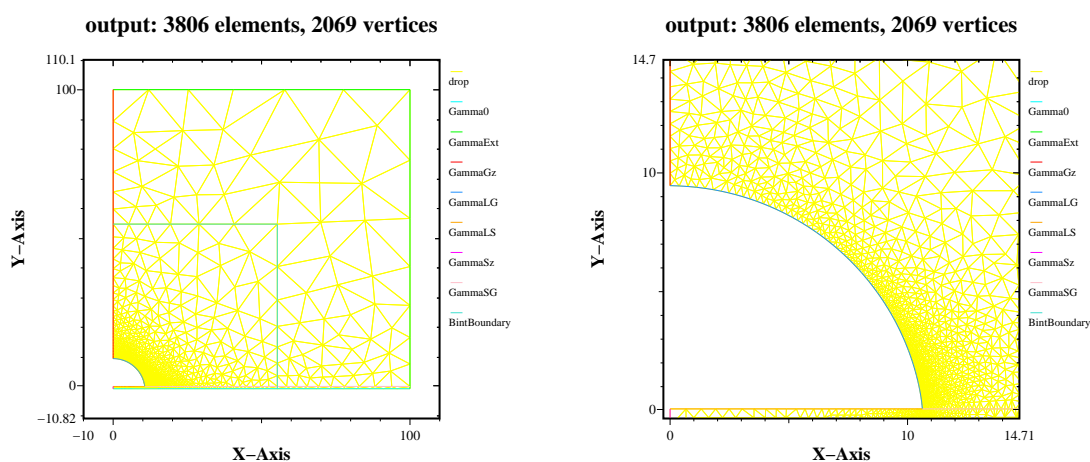 output: 3806 elements, 2069 vertices
110.1
100
0
−10.82
−10
0
100
X−Axis
Y−Axis
drop
Gamma0
GammaExt
GammaGz
GammaLG
GammaLS
GammaSz
GammaSG
BintBoundary
output: 3806 elements, 2069 vertices
14.7
10
0
0
10
14.71
X−Axis
Y−Axis
drop
Gamma0
GammaExt
GammaGz
GammaLG
GammaLS
GammaSz
GammaSG
BintBoundary